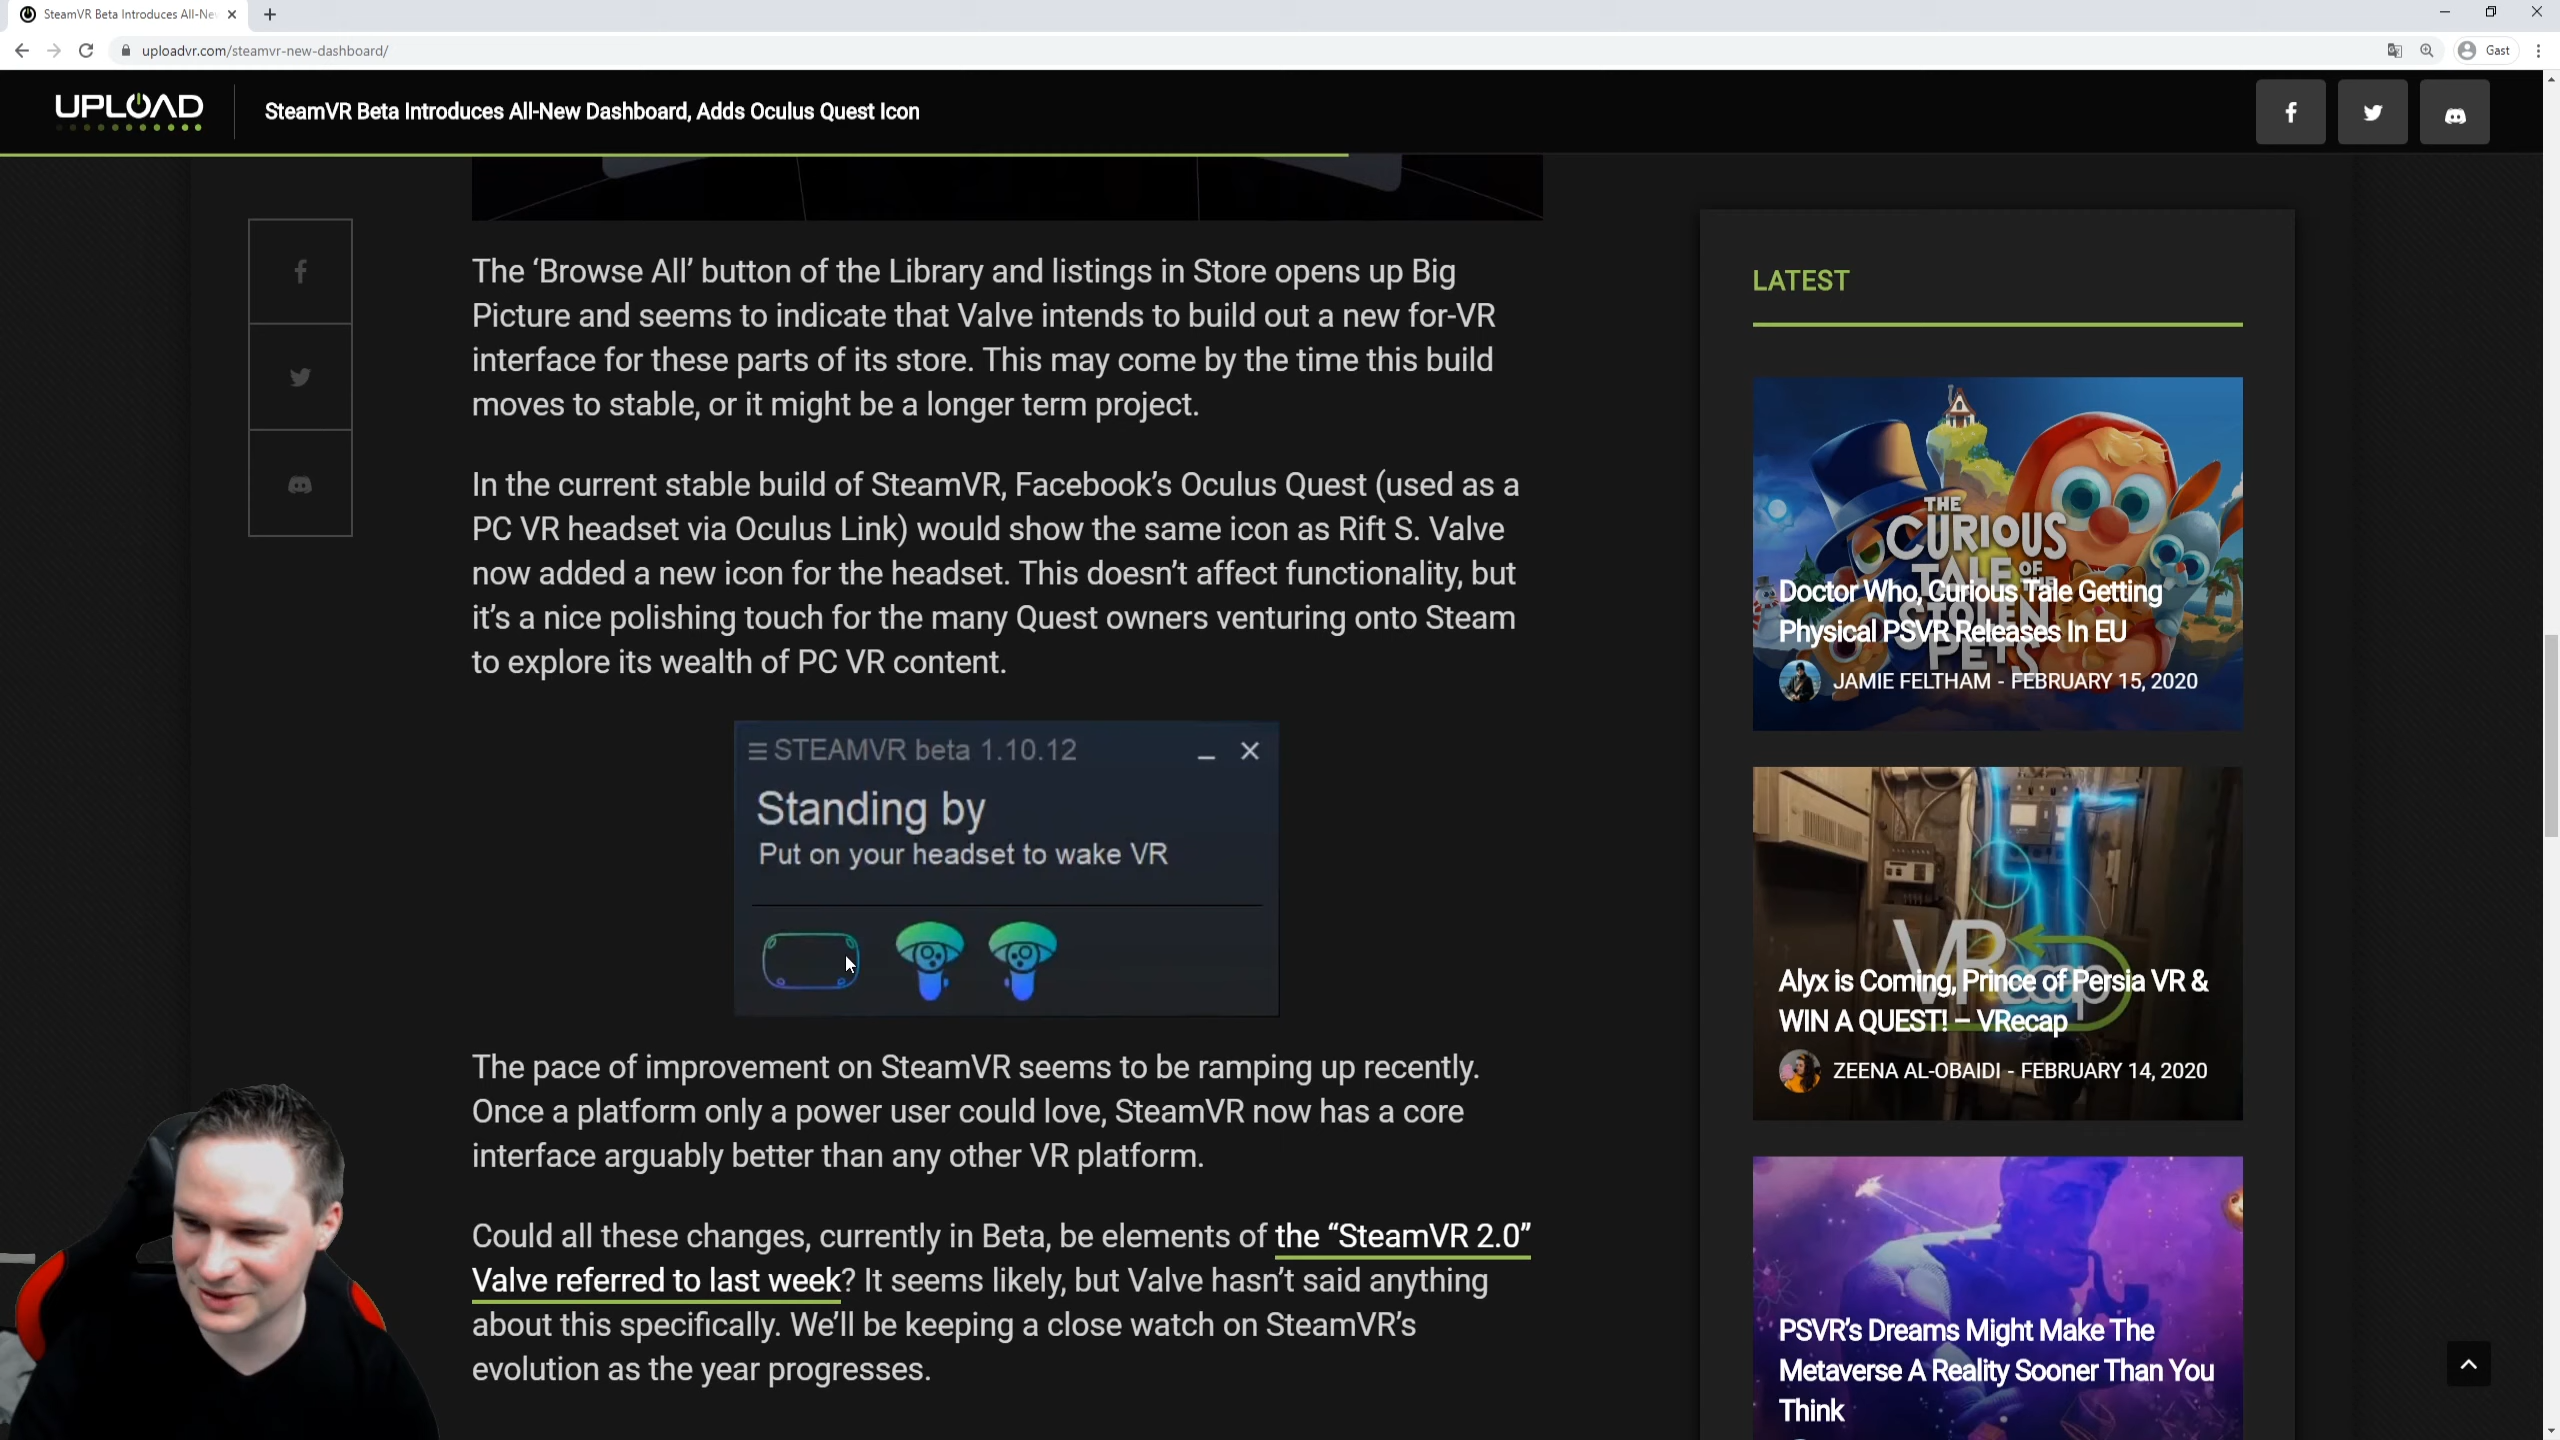 SteamVR Beta Introduces All-Ne
uploadvr.com/steamvr-new-dashboard/
Gast
UPLOAD
SteamVR Beta Introduces All-New Dashboard, Adds Oculus Quest Icon
The ‘Browse All’ button of the Library and listings in Store opens up Big
Picture and seems to indicate that Valve intends to build out a new for-VR
interface for these parts of its store. This may come by the time this build
moves to stable, or it might be a longer term project.
In the current stable build of SteamVR, Facebook’s Oculus Quest (used as a
PC VR headset via Oculus Link) would show the same icon as Rift S. Valve
now added a new icon for the headset. This doesn’t affect functionality, but
it’s a nice polishing touch for the many Quest owners venturing onto Steam
to explore its wealth of PC VR content.
STEAMVR beta 1.10.12
Standing by
Put on your headset to wake VR
The pace of improvement on SteamVR seems to be ramping up recently.
Once a platform only a power user could love, SteamVR now has a core
interface arguably better than any other VR platform.
Could all these changes, currently in Beta, be elements of the “SteamVR 2.0”
Valve referred to last week? It seems likely, but Valve hasn’t said anything
about this specifically. We’ll be keeping a close watch on SteamVR’s
evolution as the year progresses.
LATEST
THE
CURIOUS
TALE OF
THE
STOLEN
PETS
Doctor Who, Curious Tale Getting
Physical PSVR Releases In EU
JAMIE FELTHAM - FEBRUARY 15, 2020
VRecap
Alyx is Coming, Prince of Persia VR &
WIN A QUEST! – VRecap
ZEENA AL-OBAIDI - FEBRUARY 14, 2020
PSVR’s Dreams Might Make The
Metaverse A Reality Sooner Than You
Think